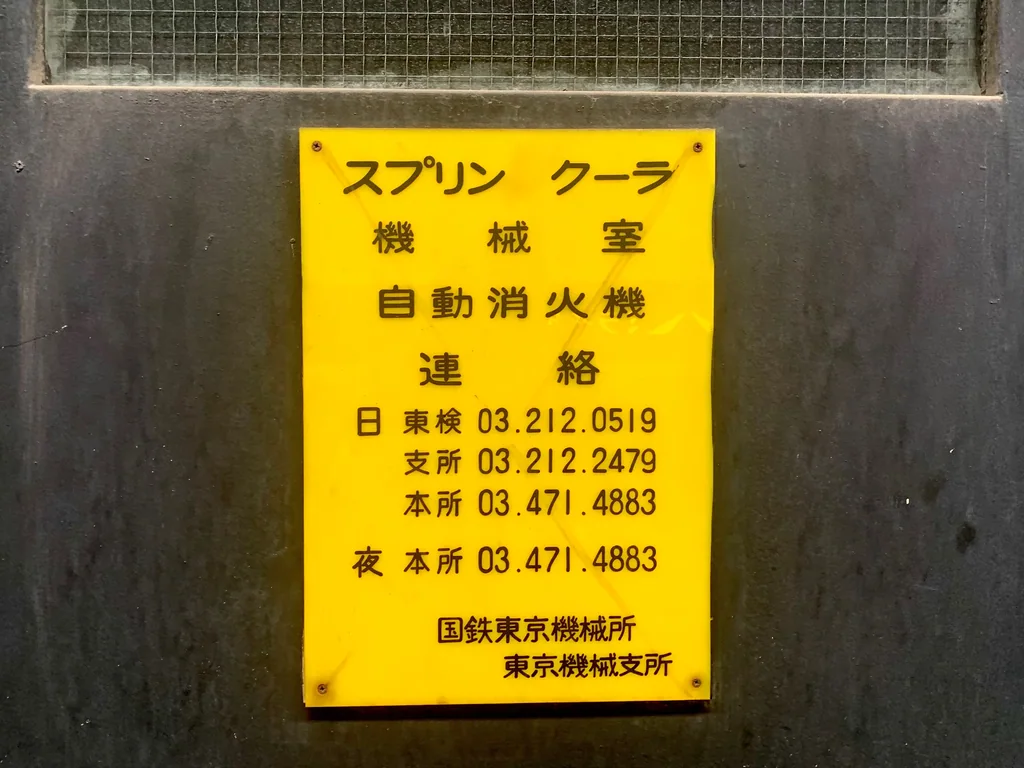 スプリン クーラ
機械室
自動消火機
連絡
日 東検 03.212.0519
支所 03.212.2479
本所 03.471.4883
夜 本所 03.471.4883
国鉄東京機械所
東京機械支所